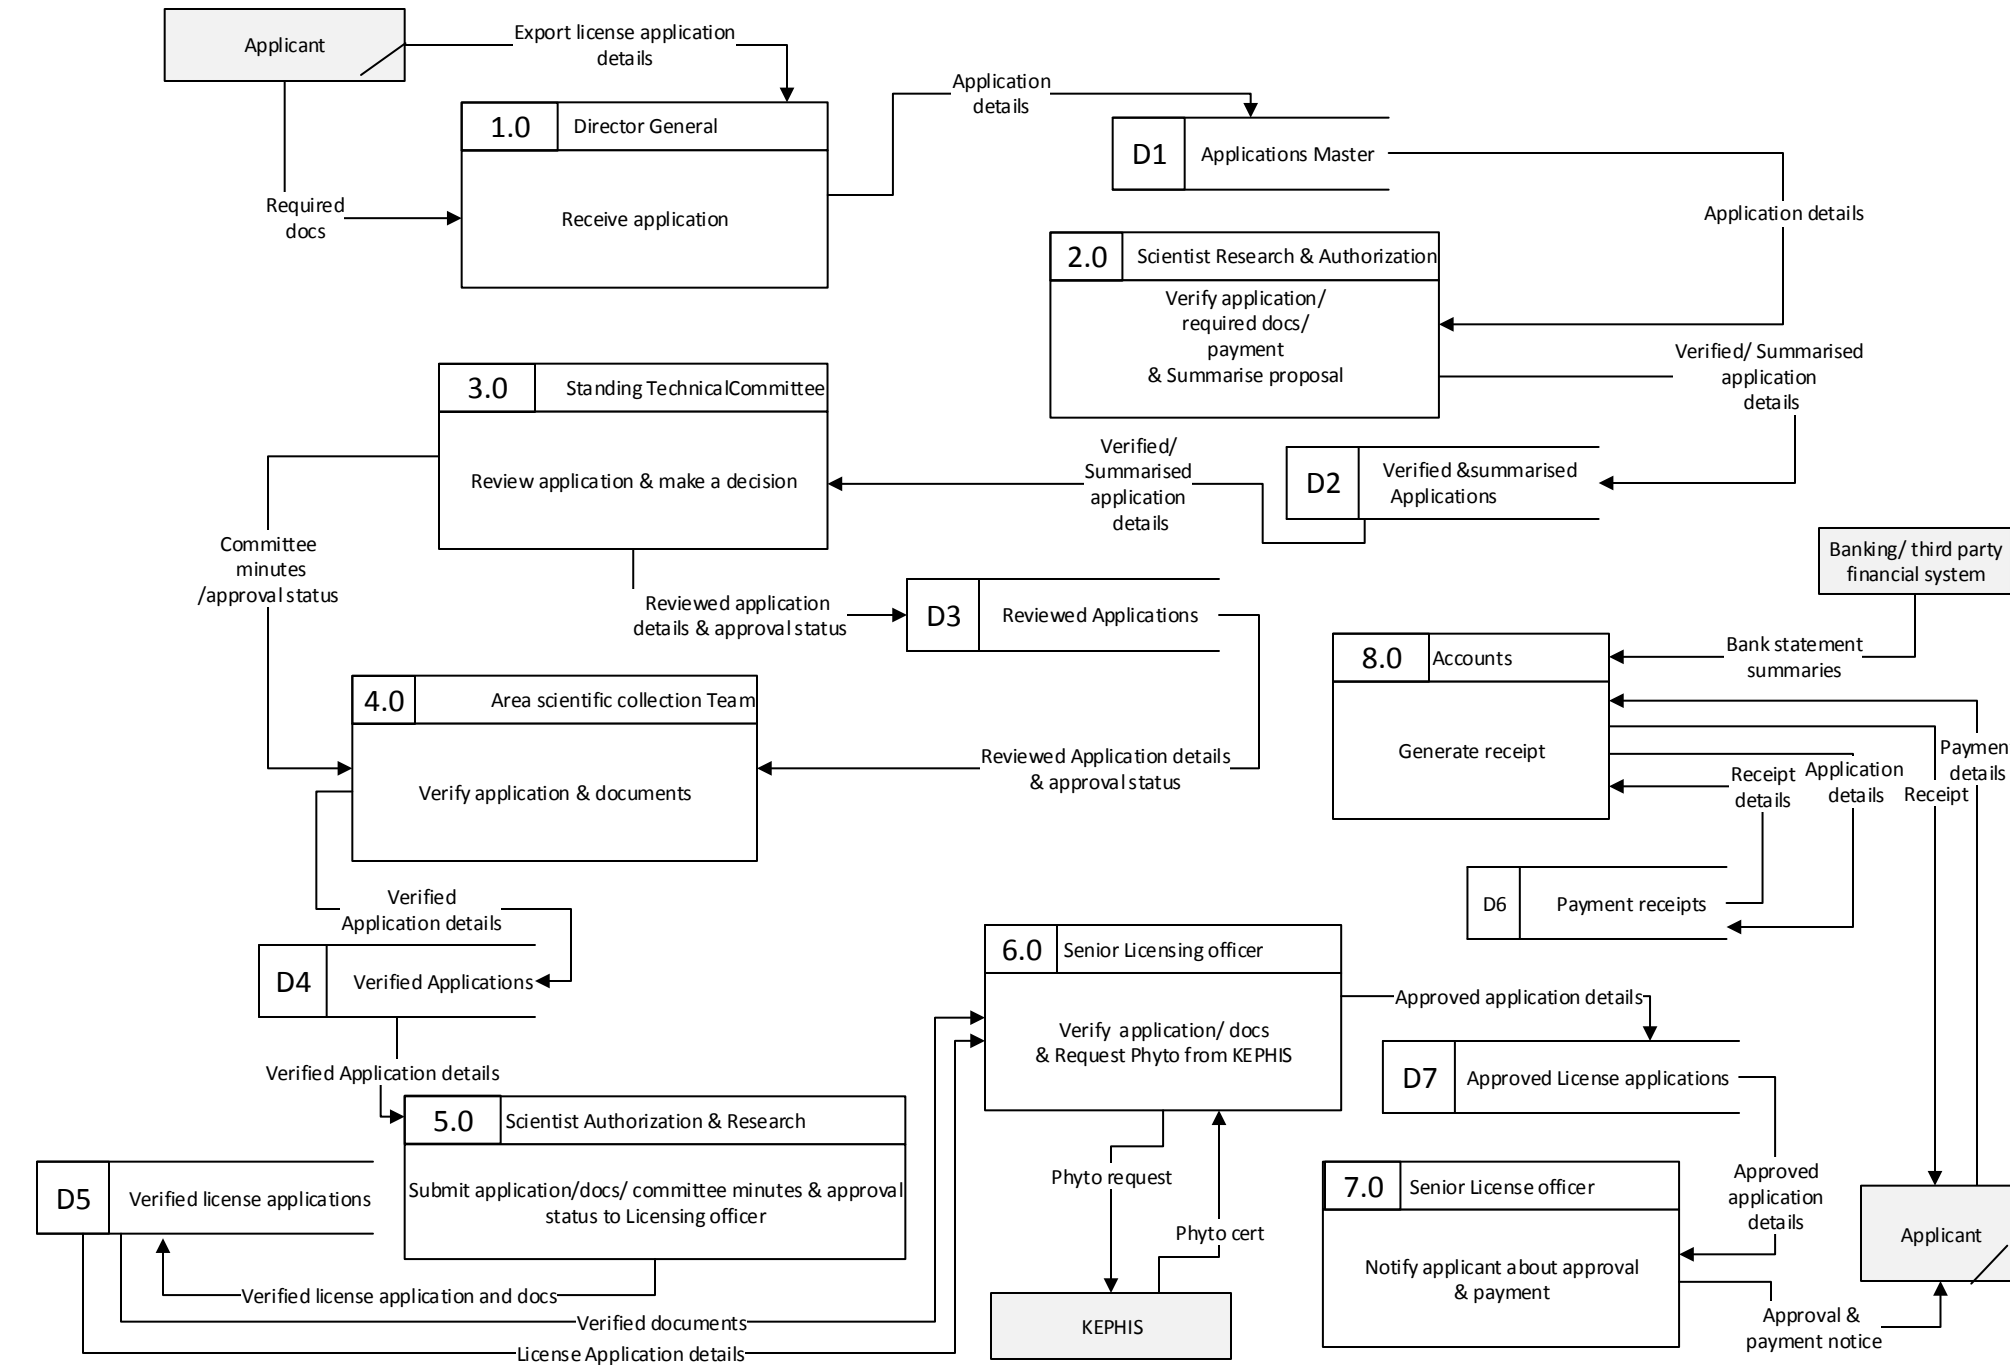 Applicant
Export license application
details
Required
docs
1.0
Director General
Receive application
Application
details
D1
Applications Master
Application details
2.0
Scientist Research & Authorization
Verify application/
required docs/
payment
& Summarise proposal
Verified/ Summarised
application
details
3.0
Standing TechnicalCommittee
Review application & make a decision
Verified/
Summarised
application
details
D2
Verified &summarised
Applications
Committee
minutes
/approval status
Reviewed application
details & approval status
D3
Reviewed Applications
Banking/ third party
financial system
8.0
Accounts
Generate receipt
Bank statement
summaries
4.0
Area scientific collection Team
Verify application & documents
Reviewed Application details
& approval status
Receipt
details
Application
details
Receipt
Paymen
details
D6
Payment receipts
Verified
Application details
D4
Verified Applications
6.0
Senior Licensing officer
Verify application/ docs
& Request Phyto from KEPHIS
Approved application details
D7
Approved License applications
Verified Application details
5.0
Scientist Authorization & Research
Submit application/docs/ committee minutes & approval
status to Licensing officer
D5
Verified license applications
Phyto request
Phyto cert
7.0
Senior License officer
Notify applicant about approval
& payment
Approved
application
details
Applicant
Verified license application and docs
Verified documents
License Application details
KEPHIS
Approval &
payment notice